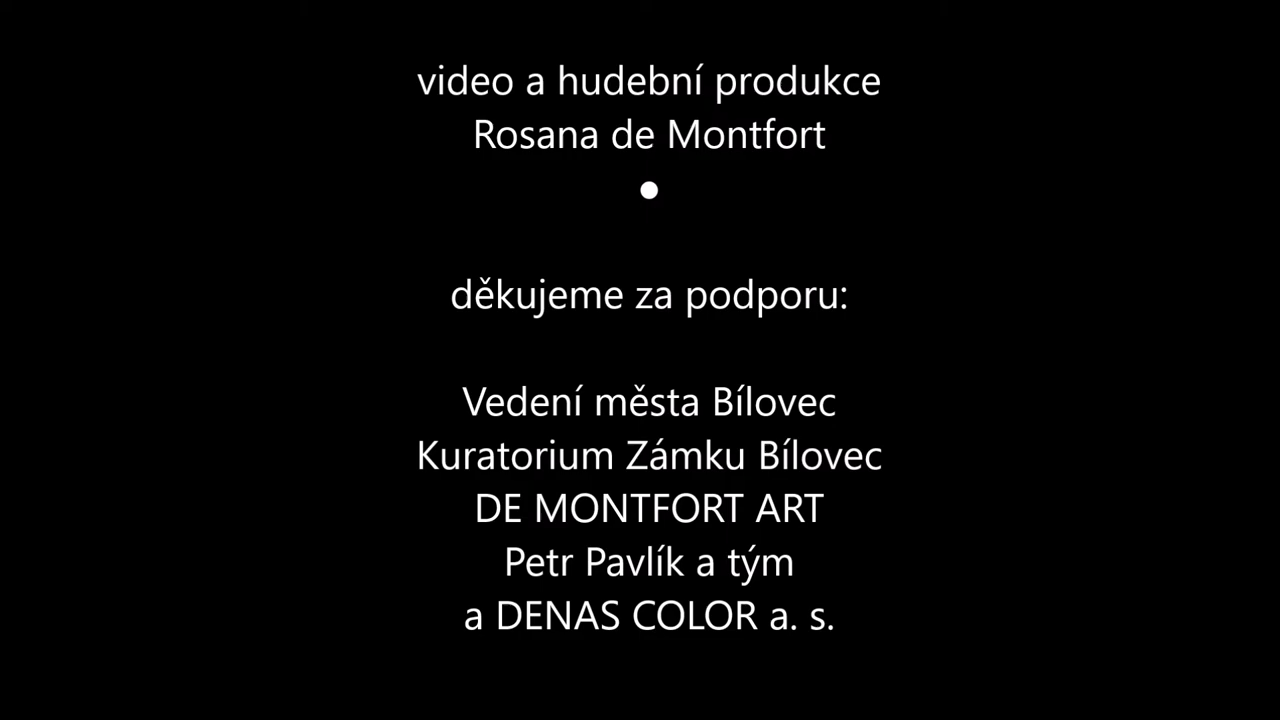 video a hudební produkce
Rosana de Montfort
●
děkujeme za podporu:
Vedení města Bílovec
Kuratorium Zámku Bílovec
DE MONTFORT ART
Petr Pavlík a tým
a DENAS COLOR a. s.